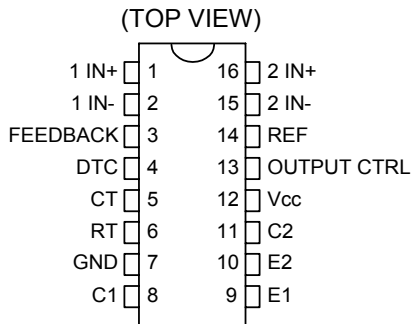 (TOP VIEW)
1 IN+ 1 16 2 IN+
1 IN- 2 15 2 IN-
FEEDBACK 3 14 REF
DTC 4 13 OUTPUT CTRL
CT 5 12 Vcc
RT 6 11 C2
GND 7 10 E2
C1 8 9 E1